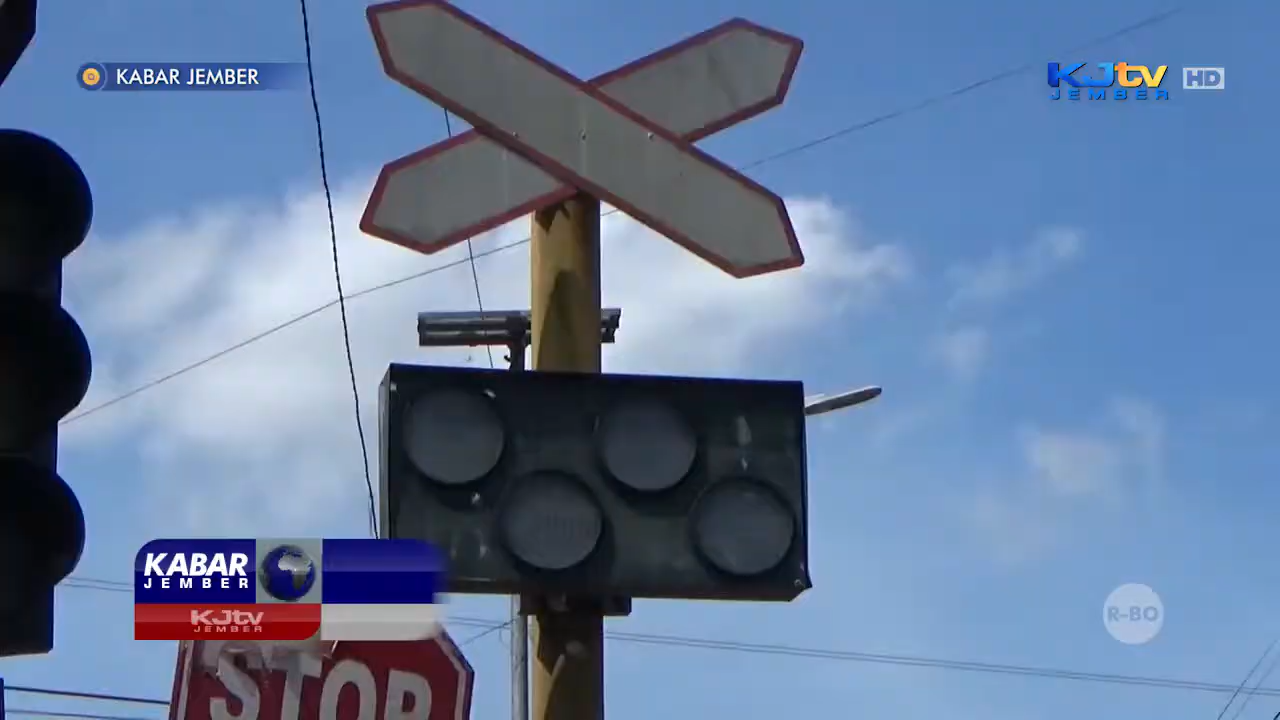 KABAR JEMBER
KJtv HD
JEMBER
KABAR
JEMBER
KJtv
JEMBER
R-BO
STOP